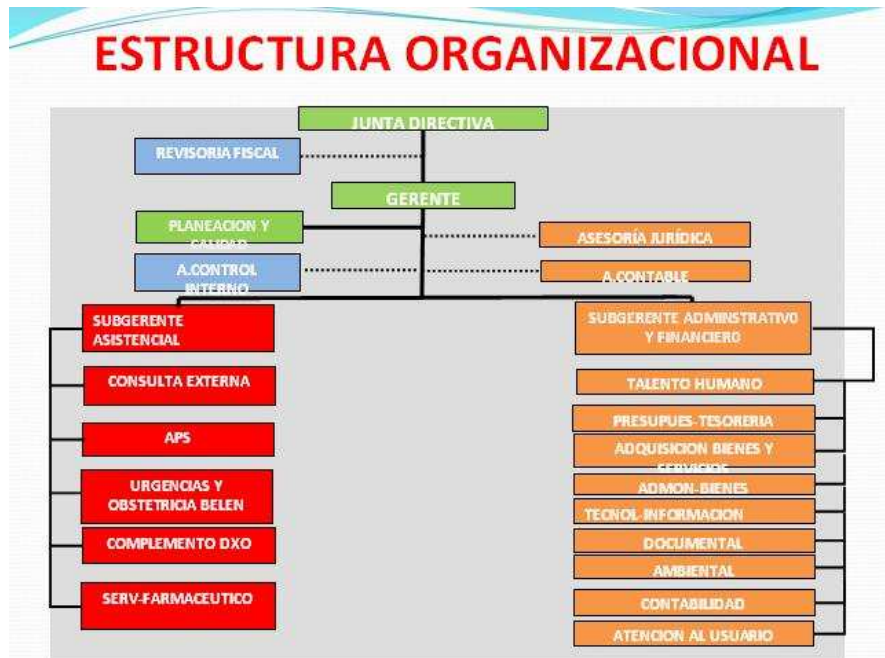 ESTRUCTURA ORGANIZACIONAL
JUNTA DIRECTIVA
REVISORIA FISCAL
GERENTE
PLANEACION Y
CALIDAD
ASESORÍA JURÍDICA
A.CONTROL
INTERNO
A.CONTABLE
SUBGERENTE
ASISTENCIAL
CONSULTA EXTERNA
APS
URGENCIAS Y
OBSTETRICIA BELEN
COMPLEMENTO DXO
SERV-FARMACEUTICO
SUBGERENTE ADMINSTRATIVO
Y FINANCIERO
TALENTO HUMANO
PRESUPUES-TESORERIA
ADQUISICION BIENES Y
SERVICIOS
ADMON-BIENES
TECNOL-INFORMACION
DOCUMENTAL
AMBIENTAL
CONTABILIDAD
ATENCION AL USUARIO